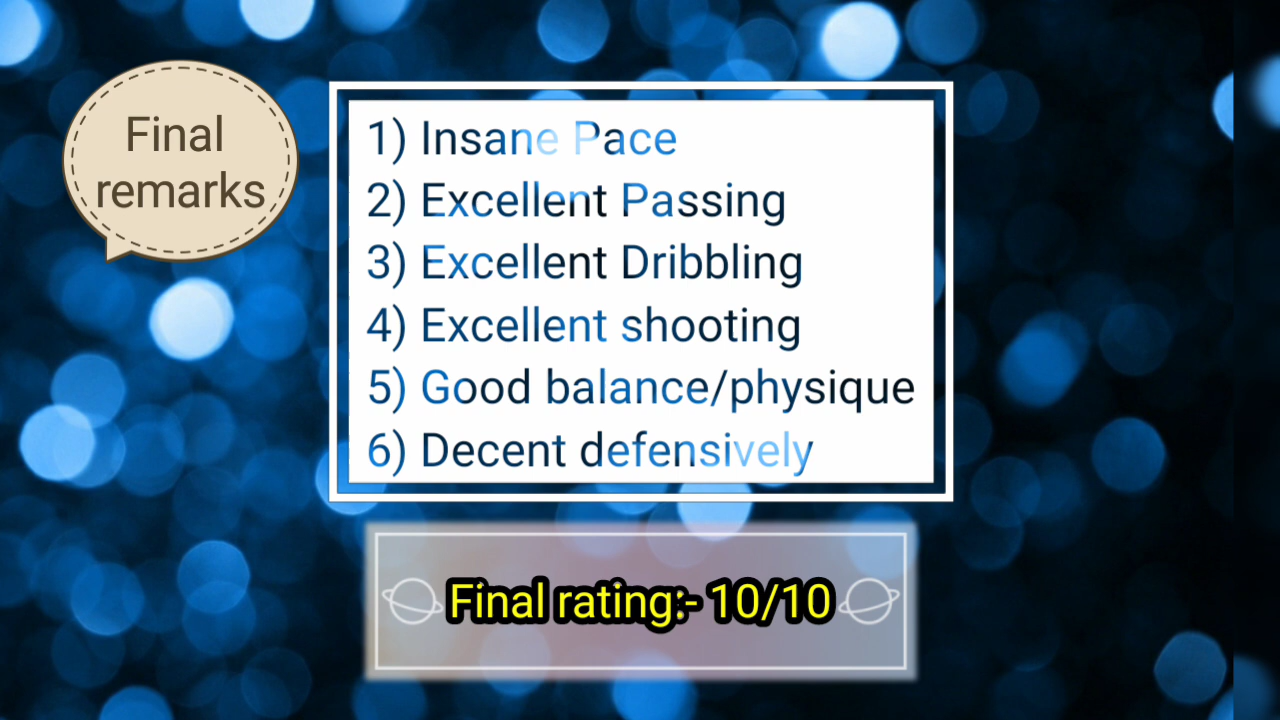 Final
remarks
1) Insane Pace
2) Excellent Passing
3) Excellent Dribbling
4) Excellent shooting
5) Good balance/physique
6) Decent defensively
Final rating:- 10/10